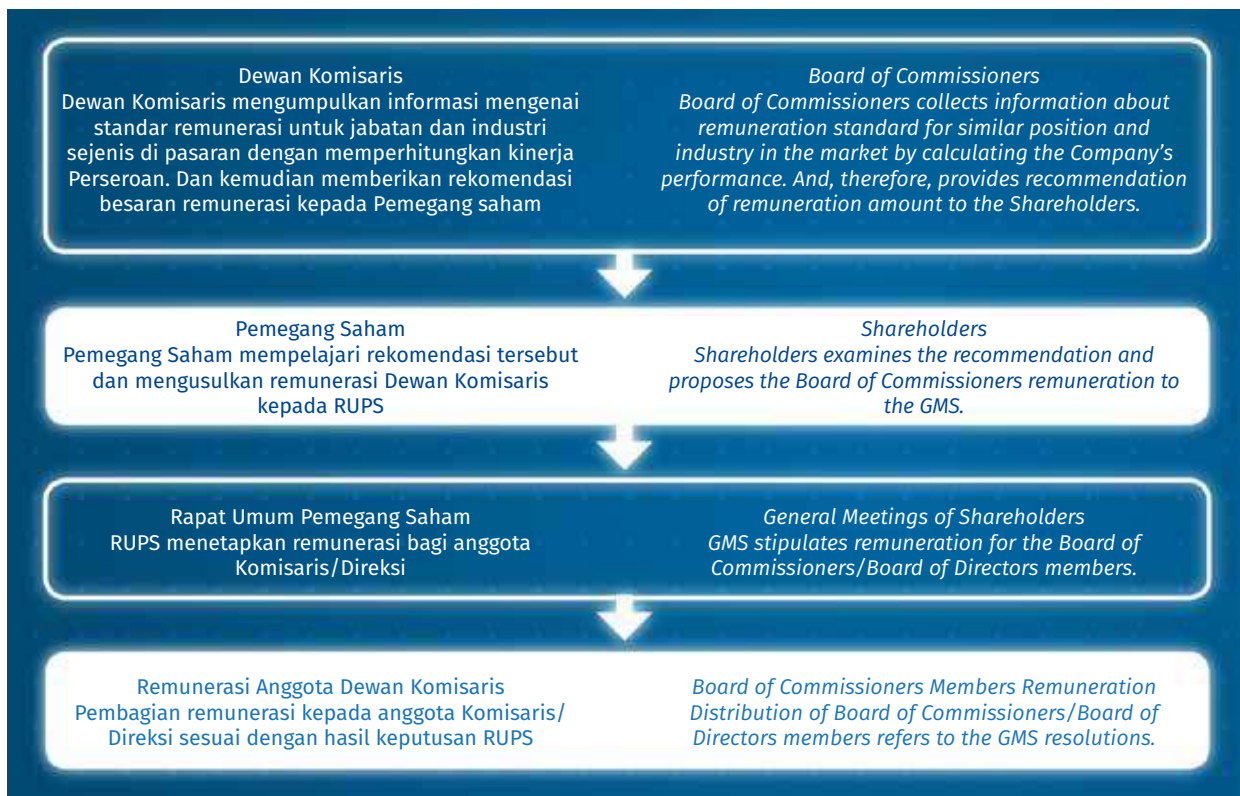 Dewan Komisaris
Dewan Komisaris mengumpulkan informasi mengenai
standar remunerasi untuk jabatan dan industri
sejenis di pasaran dengan memperhitungkan kinerja
Perseroan. Dan kemudian memberikan rekomendasi
besaran remunerasi kepada Pemegang saham
Board of Commissioners
Board of Commissioners collects information about
remuneration standard for similar position and
industry in the market by calculating the Company’s
performance. And, therefore, provides recommendation
of remuneration amount to the Shareholders.
Pemegang Saham
Pemegang Saham mempelajari rekomendasi tersebut
dan mengusulkan remunerasi Dewan Komisaris
kepada RUPS
Shareholders
Shareholders examines the recommendation and
proposes the Board of Commissioners remuneration to
the GMS.
Rapat Umum Pemegang Saham
RUPS menetapkan remunerasi bagi anggota
Komisaris/Direksi
General Meetings of Shareholders
GMS stipulates remuneration for the Board of
Commissioners/Board of Directors members.
Remunerasi Anggota Dewan Komisaris
Pembagian remunerasi kepada anggota Komisaris/
Direksi sesuai dengan hasil keputusan RUPS
Board of Commissioners Members Remuneration
Distribution of Board of Commissioners/Board of
Directors members refers to the GMS resolutions.